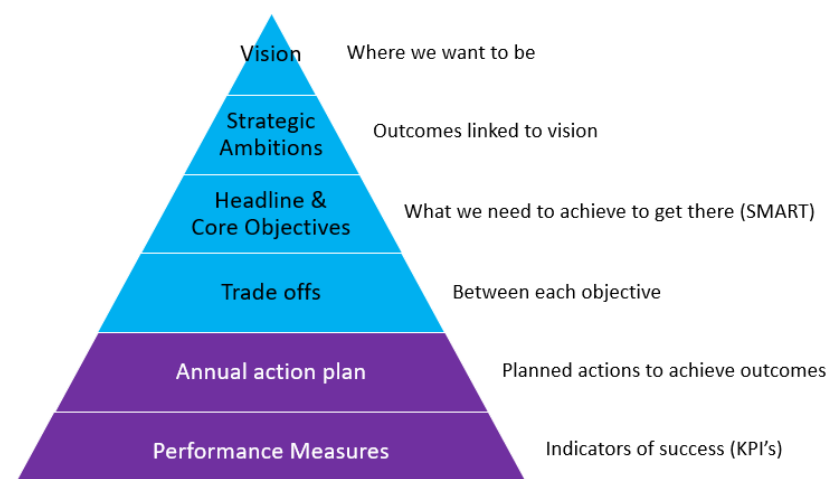 Vision
Where we want to be
Strategic
Ambitions
Outcomes linked to vision
Headline &
Core Objectives
What we need to achieve to get there (SMART)
Trade offs
Between each objective
Annual action plan
Planned actions to achieve outcomes
Performance Measures
Indicators of success (KPI's)